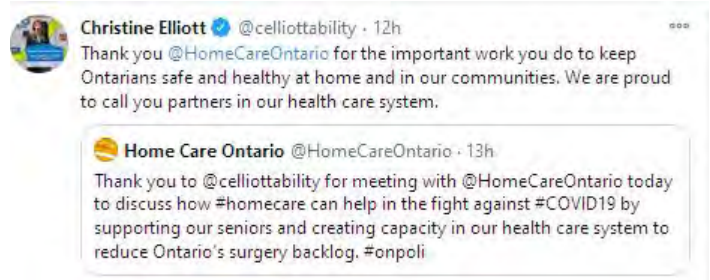 Christine Elliott @celliottability · 12h
Thank you @HomeCareOntario for the important work you do to keep
Ontarians safe and healthy at home and in our communities. We are proud
to call you partners in our health care system.
Home Care Ontario @HomeCareOntario · 13h
Thank you to @celliottability for meeting with @HomeCareOntario today
to discuss how #homecare can help in the fight against #COVID19 by
supporting our seniors and creating capacity in our health care system to
reduce Ontario's surgery backlog. #onpoli